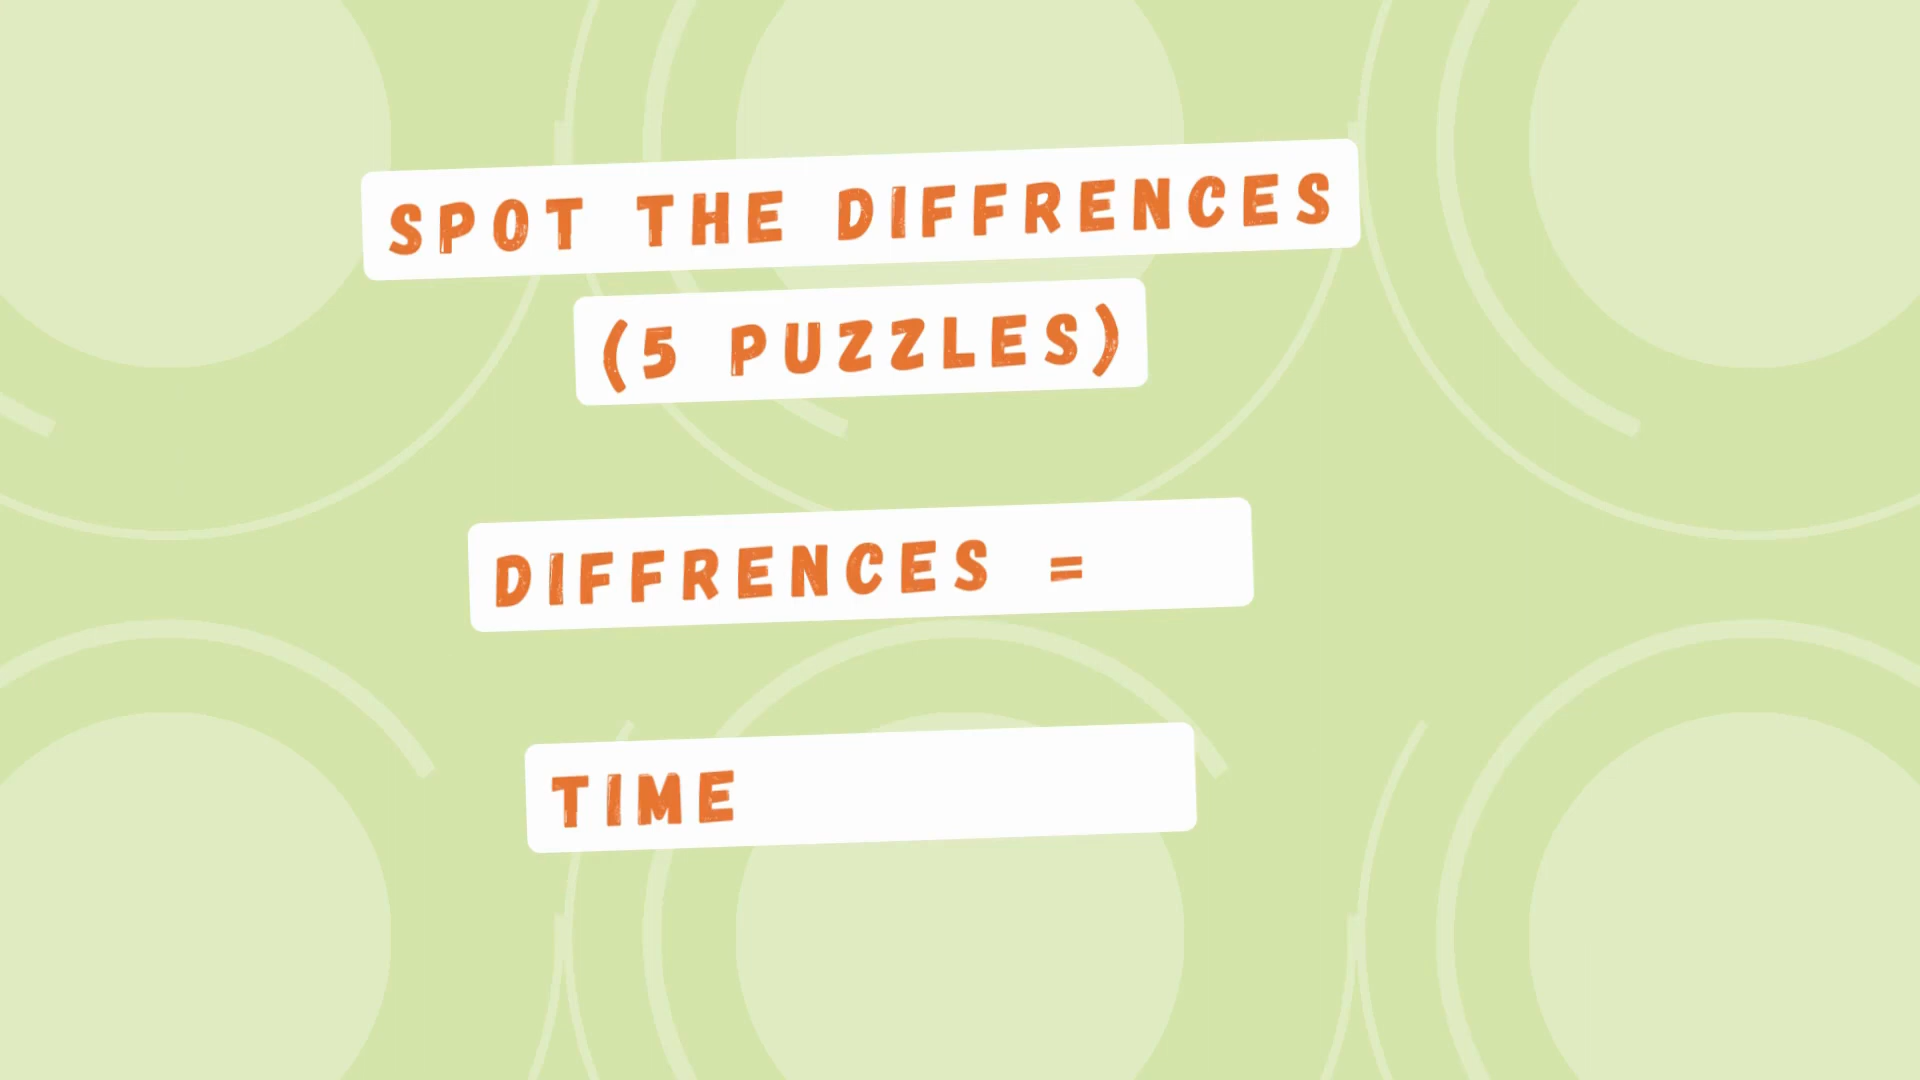 SPOT THE DIFFRENCES
(5 PUZZLES)
DIFFRENCES =
TIME